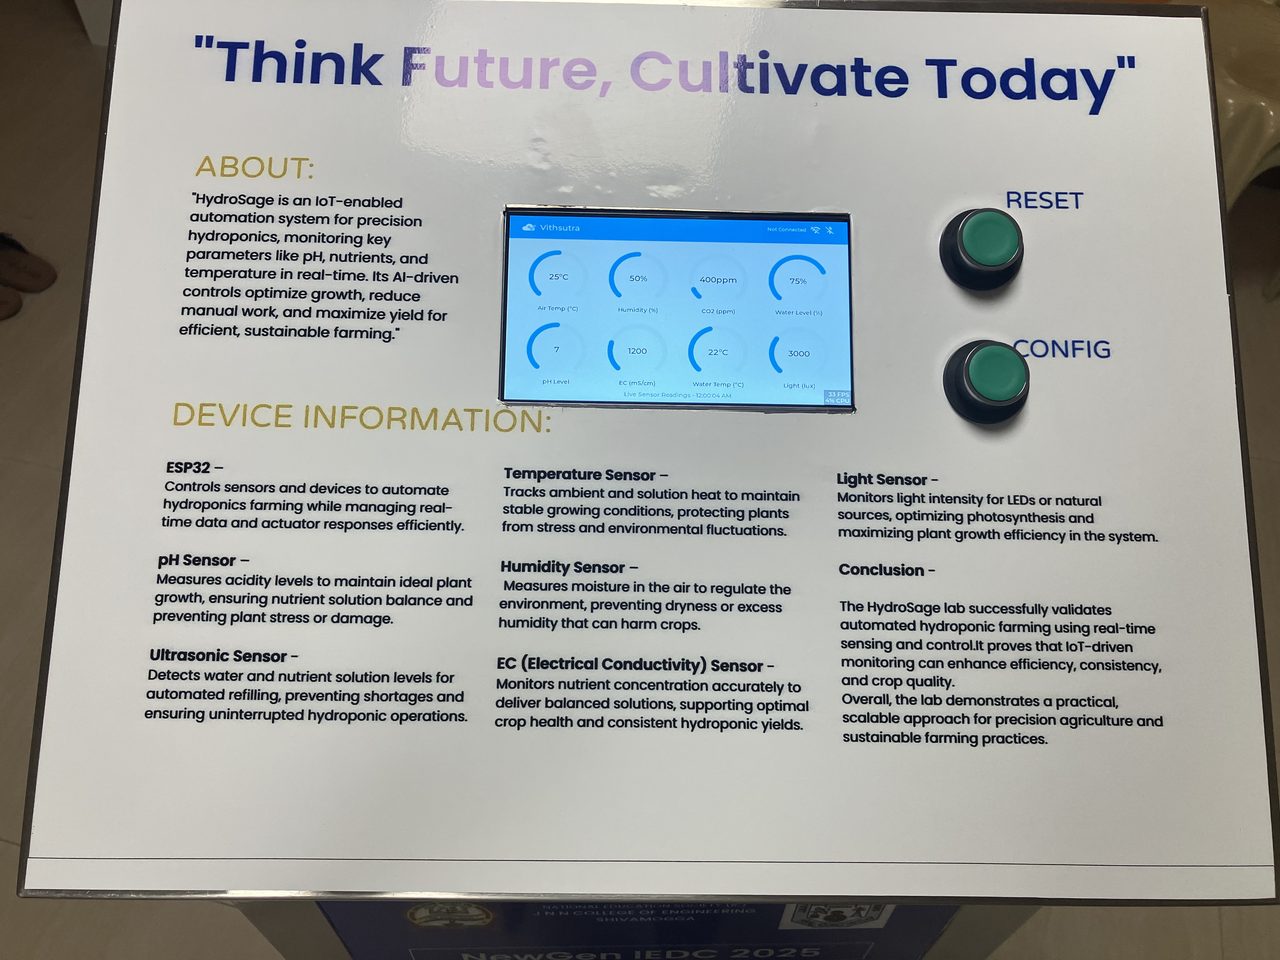 "Think Future, Cultivate Today"
ABOUT:
"HydroSage is an IoT-enabled
automation system for precision
hydroponics, monitoring key
parameters like pH, nutrients, and
temperature in real-time. Its AI-driven
controls optimize growth, reduce
manual work, and maximize yield for
efficient, sustainable farming."
Vithsutra
Not Connected
25°C
50%
400ppm
75%
Air Temp (°C)
Humidity (%)
CO2 (ppm)
Water Level (%)
7
1200
22°C
3000
pH Level
EC (mS/cm)
Water Temp (°C)
Light (lux)
Live Sensor Readings - 12:00:04 AM
33 FPS
4% CPU
RESET
CONFIG
DEVICE INFORMATION:
ESP32 –
Controls sensors and devices to automate
hydroponics farming while managing real-
time data and actuator responses efficiently.
pH Sensor –
Measures acidity levels to maintain ideal plant
growth, ensuring nutrient solution balance and
preventing plant stress or damage.
Ultrasonic Sensor –
Detects water and nutrient solution levels for
automated refilling, preventing shortages and
ensuring uninterrupted hydroponic operations.
Temperature Sensor –
Tracks ambient and solution heat to maintain
stable growing conditions, protecting plants
from stress and environmental fluctuations.
Humidity Sensor –
Measures moisture in the air to regulate the
environment, preventing dryness or excess
humidity that can harm crops.
EC (Electrical Conductivity) Sensor –
Monitors nutrient concentration accurately to
deliver balanced solutions, supporting optimal
crop health and consistent hydroponic yields.
Light Sensor –
Monitors light intensity for LEDs or natural
sources, optimizing photosynthesis and
maximizing plant growth efficiency in the system.
Conclusion –
The HydroSage lab successfully validates
automated hydroponic farming using real-time
sensing and control.It proves that IoT-driven
monitoring can enhance efficiency, consistency,
and crop quality.
Overall, the lab demonstrates a practical,
scalable approach for precision agriculture and
sustainable farming practices.
NATIONAL EDUCATION SOCIETY
J N N COLLEGE OF ENGINEERING
SHIVAMOGGA
NewGen IEDC 2025